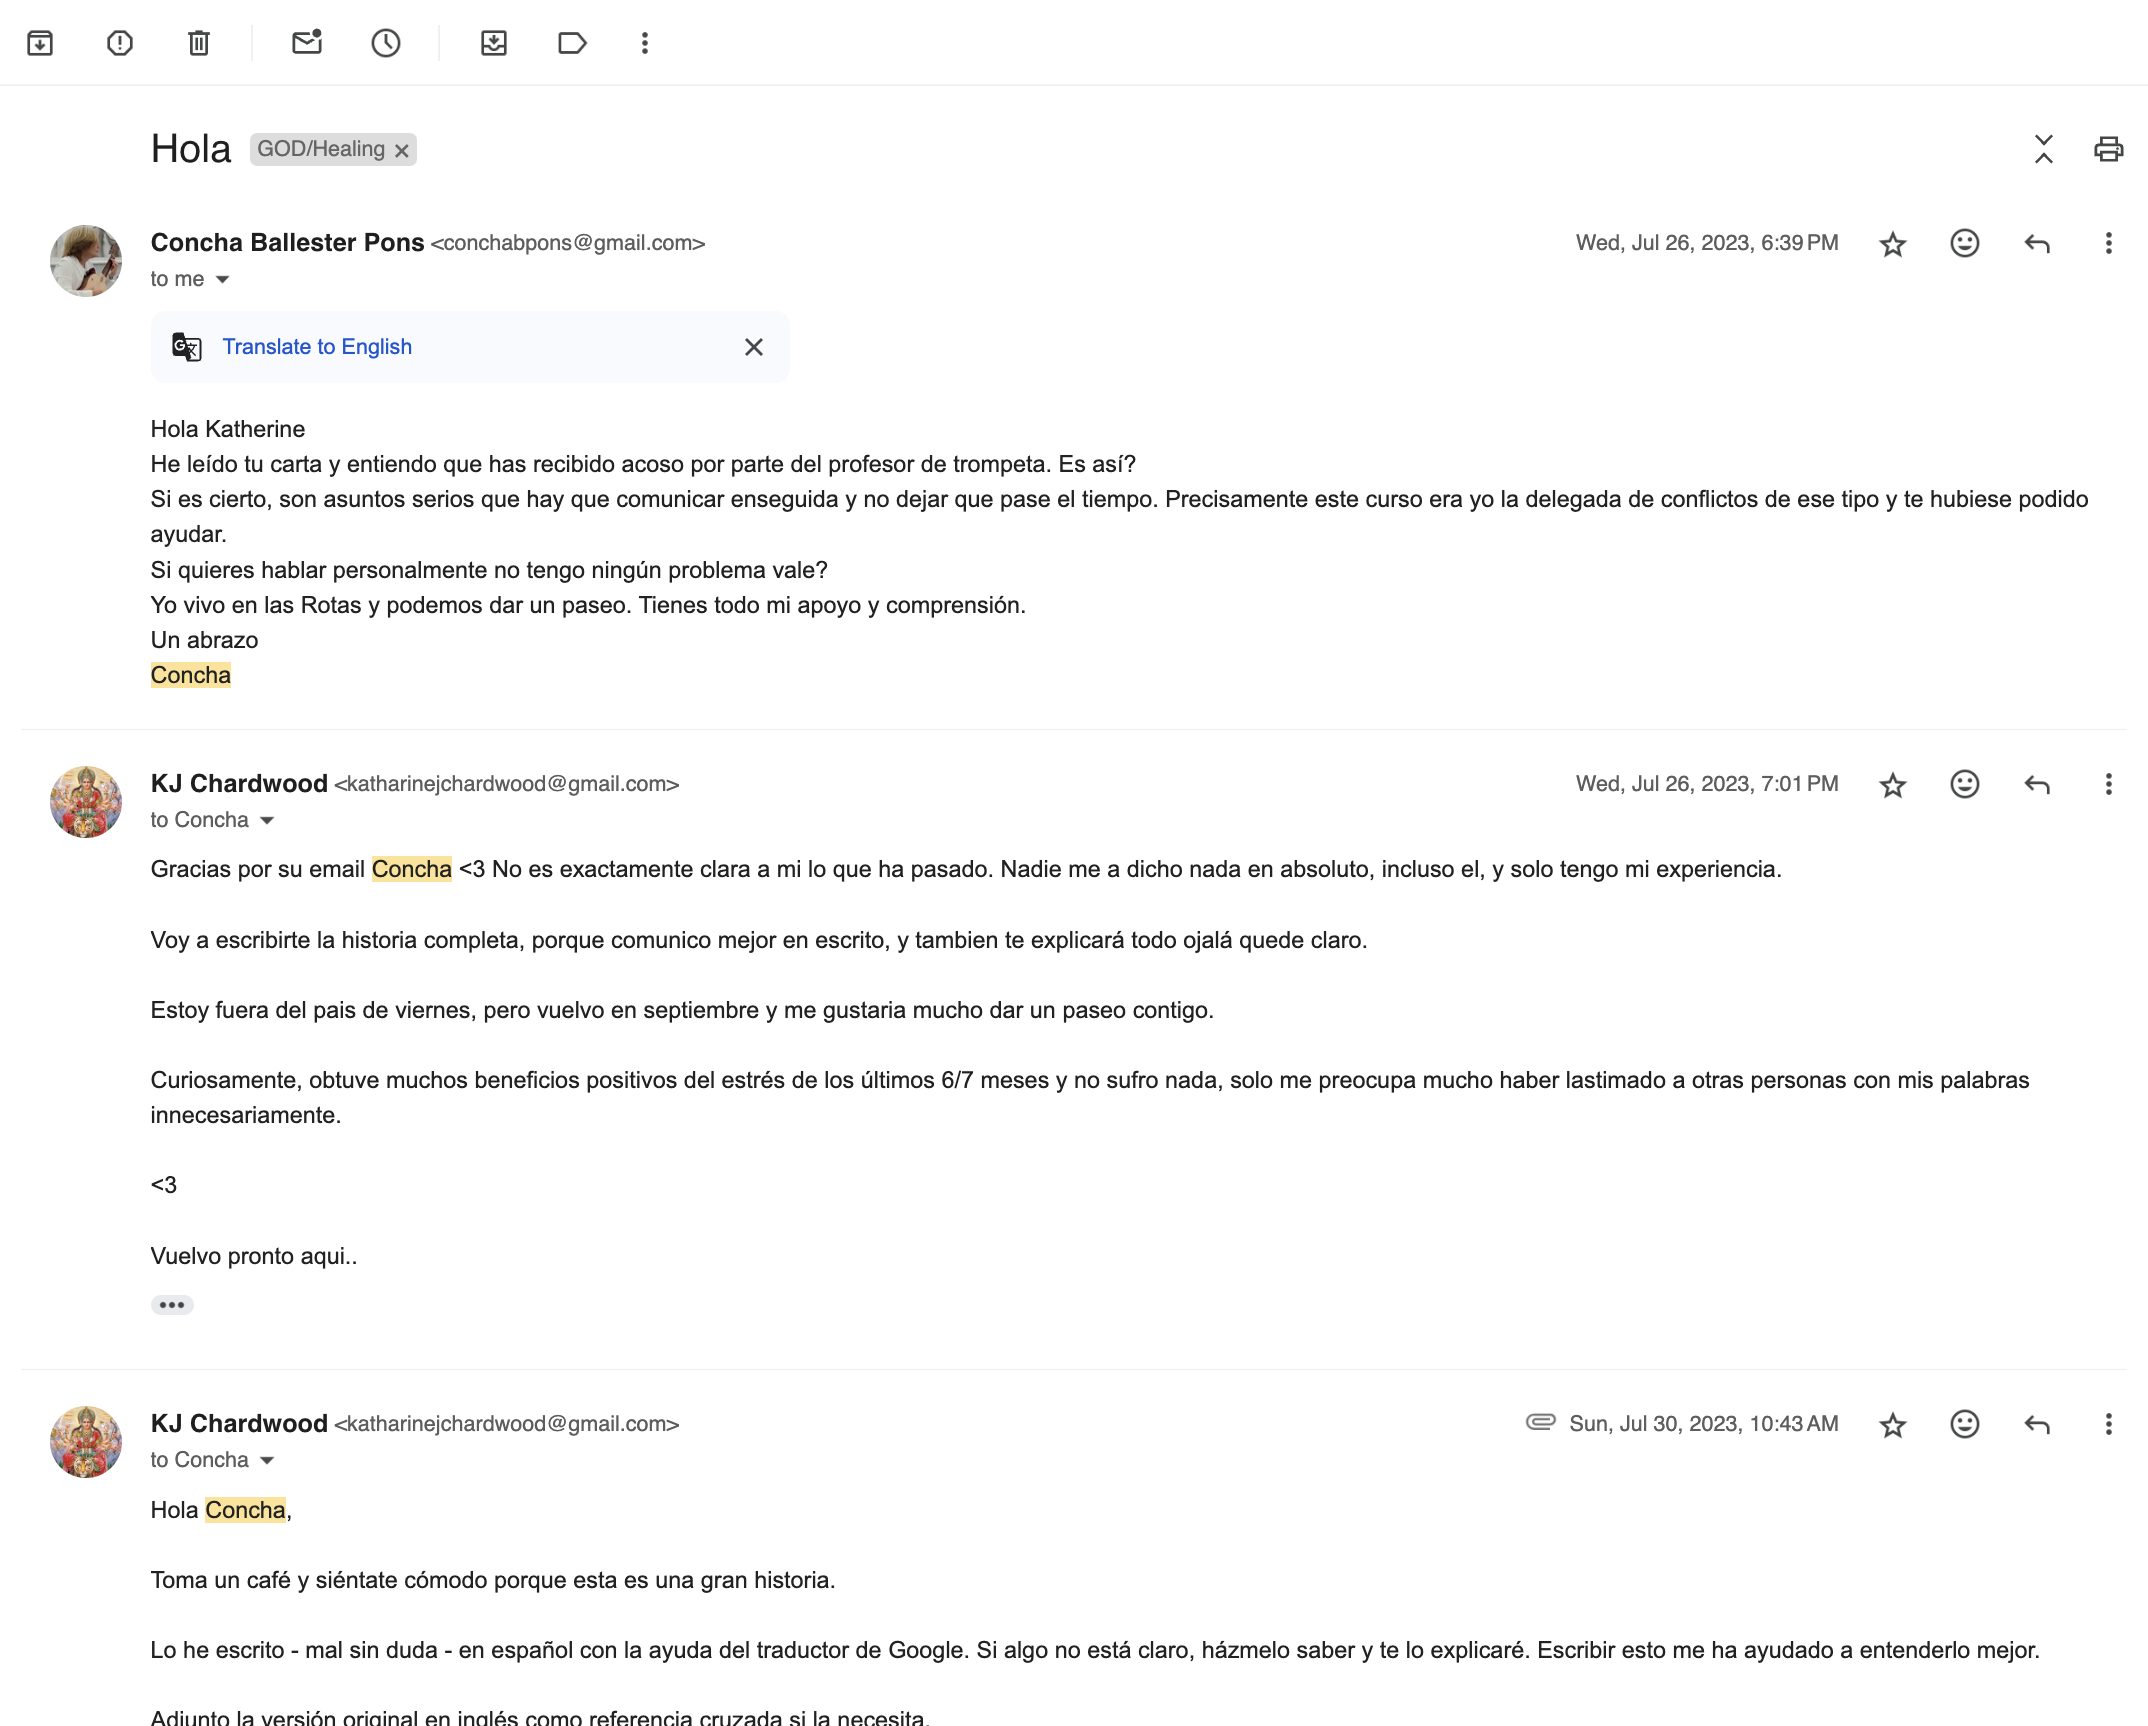 Hola GOD/Healing
Concha Ballester Pons <conchabpons@gmail.com> Wed, Jul 26, 2023, 6:39 PM
to me
Translate to English
Hola Katherine
He leído tu carta y entiendo que has recibido acoso por parte del profesor de trompeta. Es así?
Si es cierto, son asuntos serios que hay que comunicar enseguida y no dejar que pase el tiempo. Precisamente este curso era yo la delegada de conflictos de ese tipo y te hubiese podido
ayudar.
Si quieres hablar personalmente no tengo ningún problema vale?
Yo vivo en las Rotas y podemos dar un paseo. Tienes todo mi apoyo y comprensión.
Un abrazo
Concha
KJ Chardwood <katharinejchardwood@gmail.com> Wed, Jul 26, 2023, 7:01 PM
to Concha
Gracias por su email Concha <3 No es exactamente clara a mi lo que ha pasado. Nadie me a dicho nada en absoluto, incluso el, y solo tengo mi experiencia.
Voy a escribirte la historia completa, porque comunico mejor en escrito, y tambien te explicará todo ojalá quede claro.
Estoy fuera del pais de viernes, pero vuelvo en septiembre y me gustaria mucho dar un paseo contigo.
Curiosamente, obtuve muchos beneficios positivos del estrés de los últimos 6/7 meses y no sufro nada, solo me preocupa mucho haber lastimado a otras personas con mis palabras
innecesariamente.
<3
Vuelvo pronto aqui..
KJ Chardwood <katharinejchardwood@gmail.com> Sun, Jul 30, 2023, 10:43 AM
to Concha
Hola Concha,
Toma un café y siéntate cómodo porque esta es una gran historia.
Lo he escrito - mal sin duda - en español con la ayuda del traductor de Google. Si algo no está claro, házmelo saber y te lo explicaré. Escribir esto me ha ayudado a entenderlo mejor.
Adjunto la versión original en inglés como referencia cruzada si la necesita.